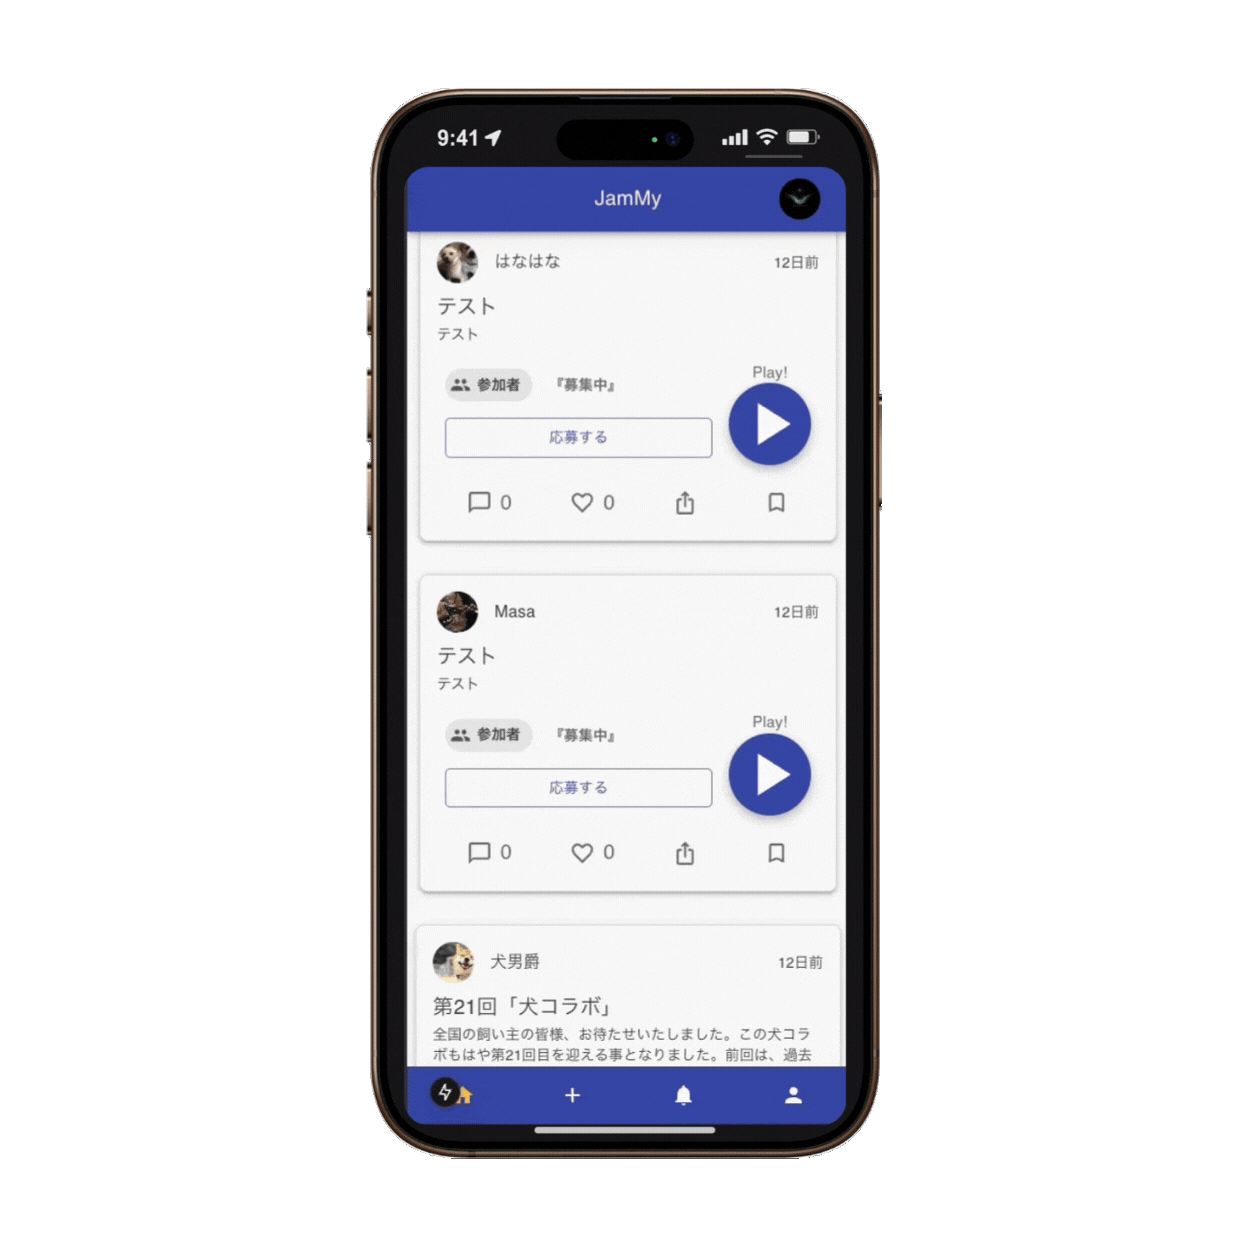 9:41
JamMy
はなはな
12日前
テスト
テスト
Play!
参加者
『募集中』
応募する
0
0
Masa
12日前
テスト
テスト
Play!
参加者
『募集中』
応募する
0
0
犬男爵
12日前
第21回「犬コラボ」
全国の飼い主の皆様、お待たせいたしました。この犬コラ
ボもはや第21回目を迎える事となりました。前回は、過去